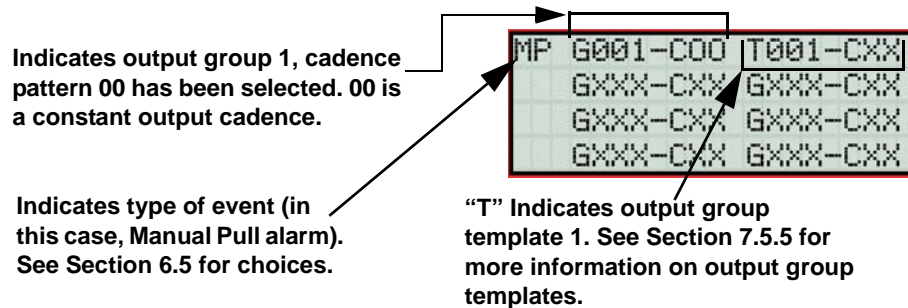 Indicates output group 1, cadence
pattern 00 has been selected. 00 is
a constant output cadence.
MP G001-C00 T001-CXX
GXXX-CXX GXXX-CXX
GXXX-CXX GXXX-CXX
GXXX-CXX GXXX-CXX
Indicates type of event (in
this case, Manual Pull alarm).
See Section 6.5 for choices.
“T” Indicates output group
template 1. See Section 7.5.5 for
more information on output group
templates.